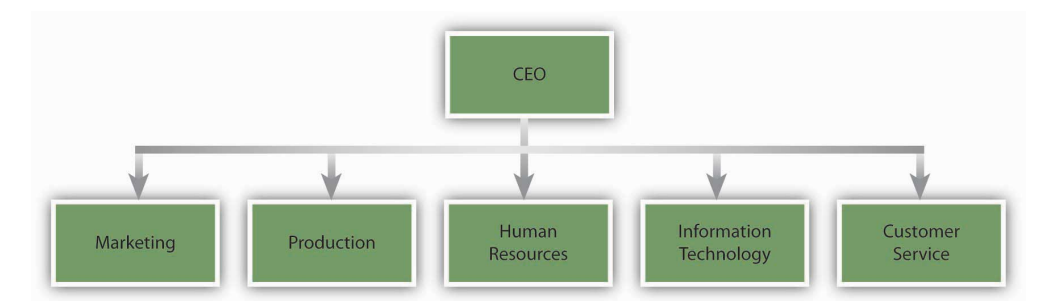 CEO
Marketing
Production
Human
Resources
Information
Technology
Customer
Service